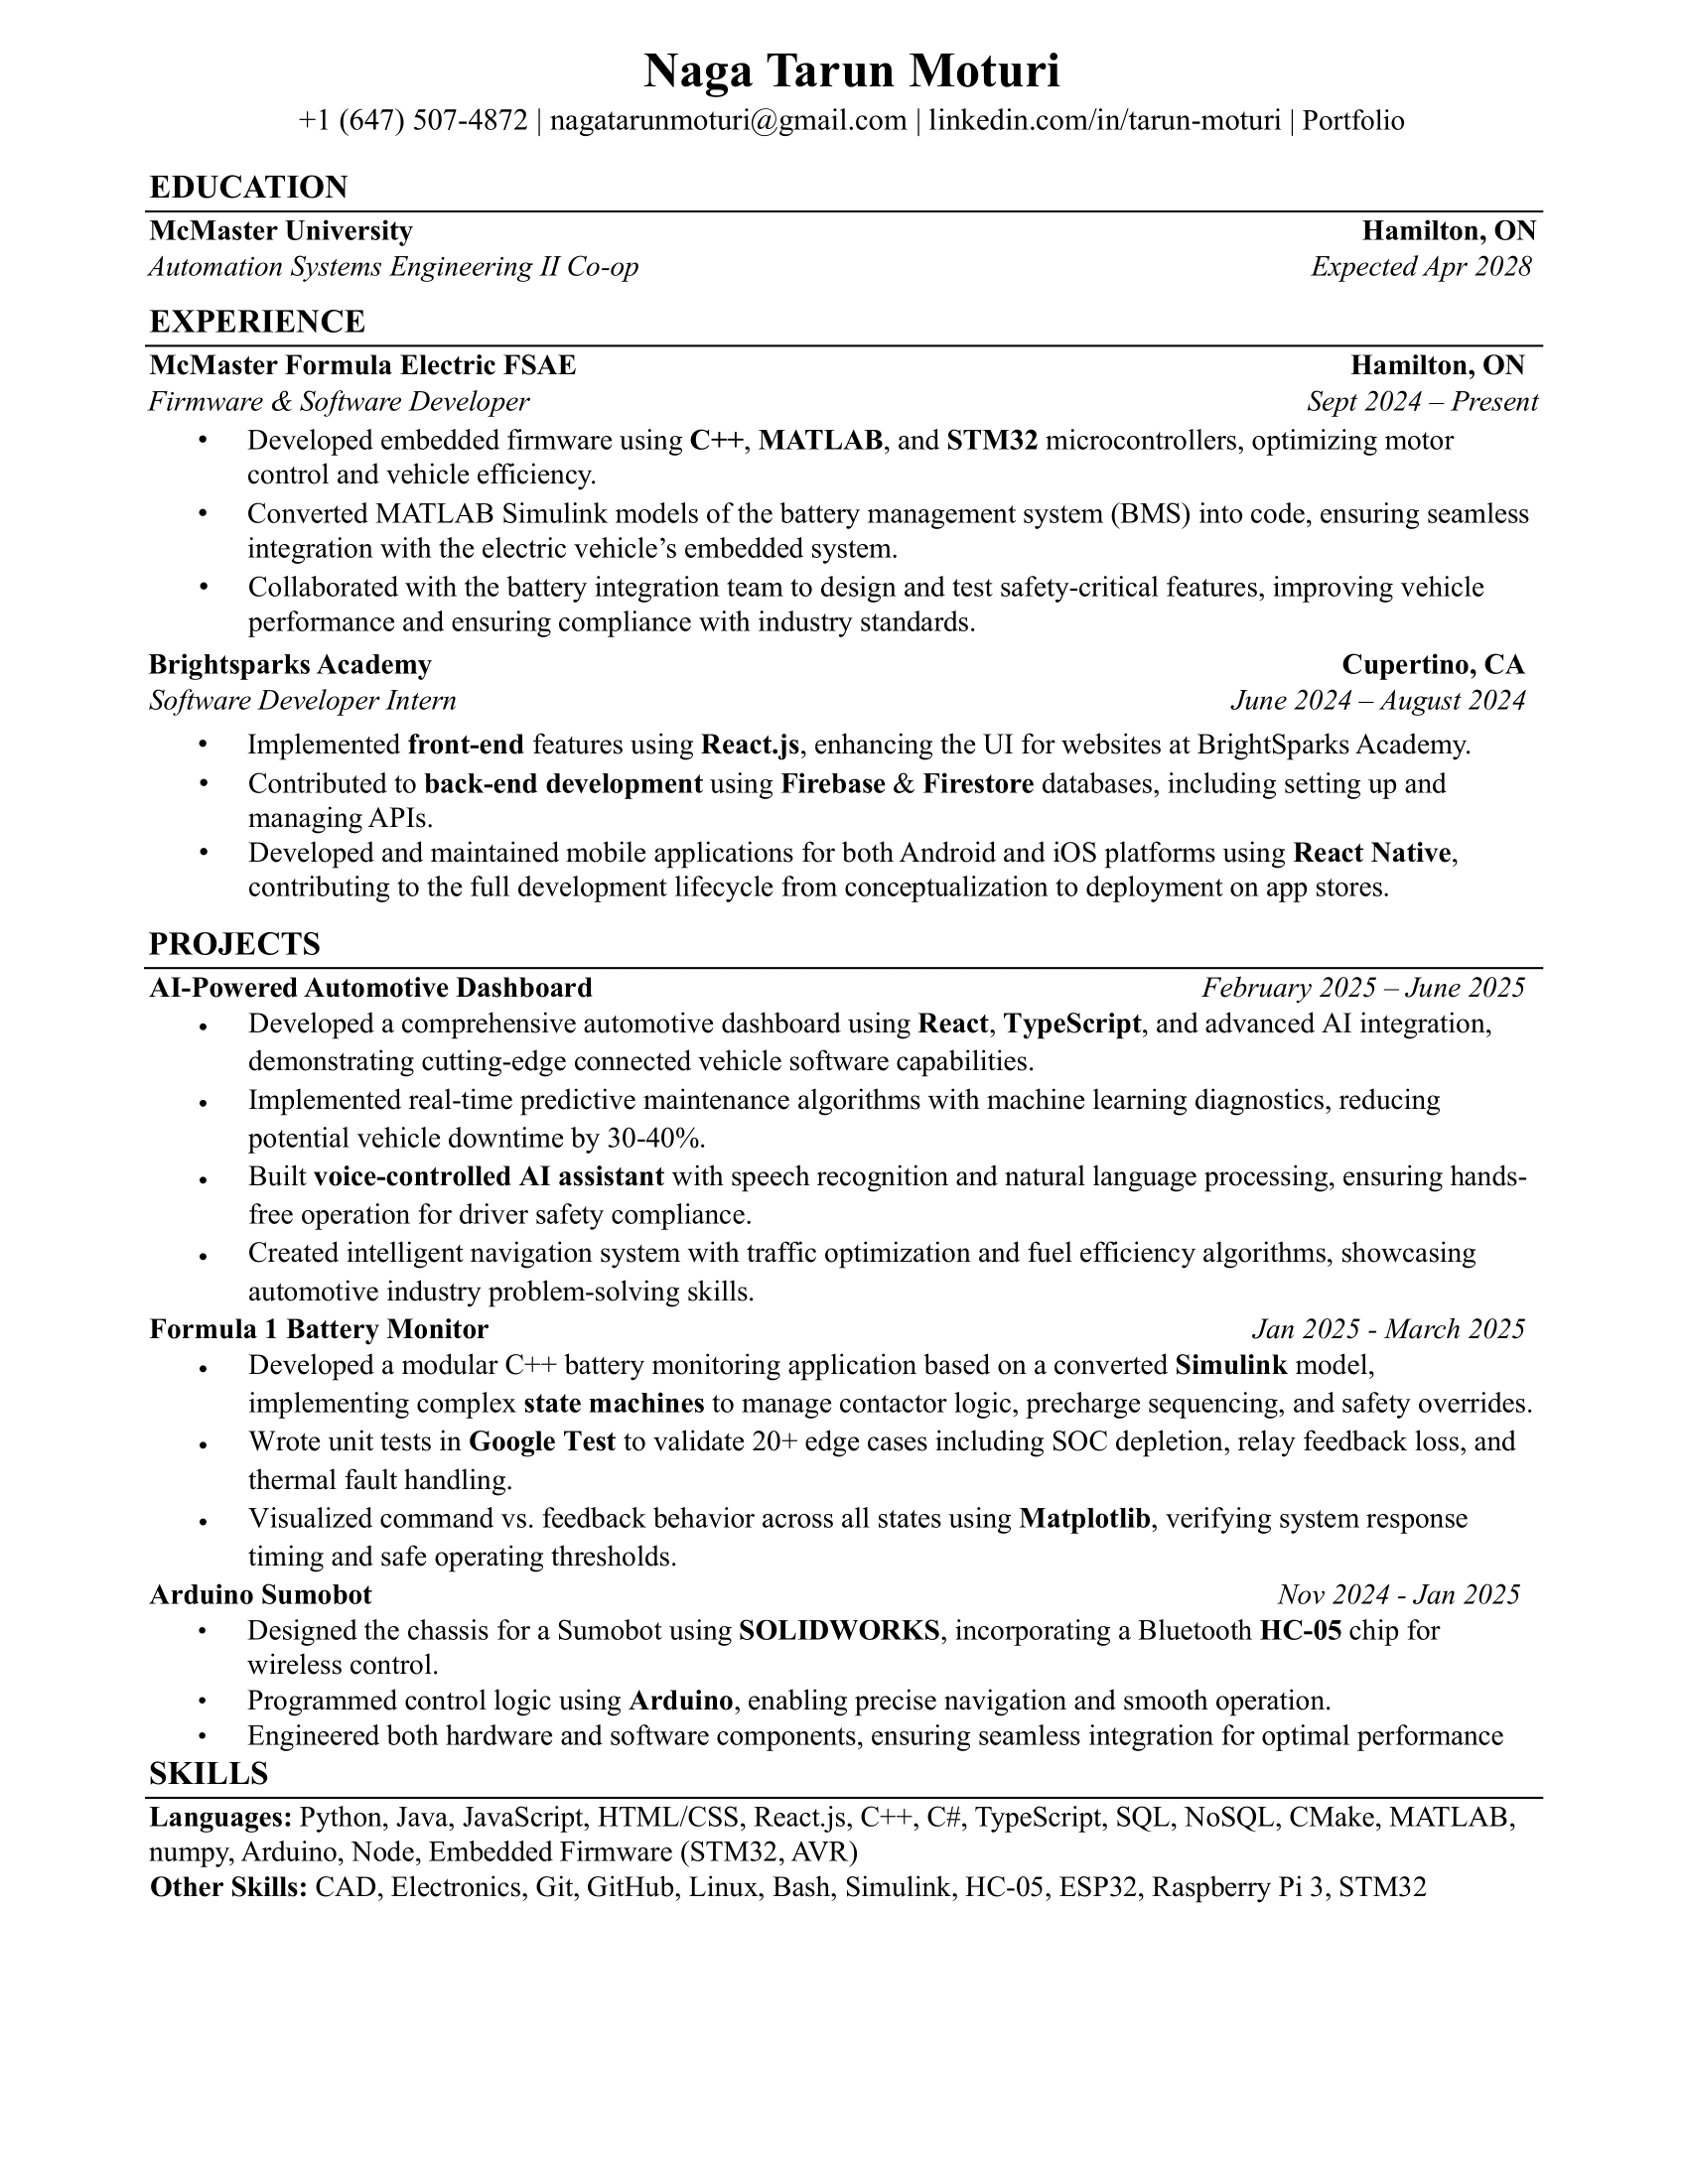 Naga Tarun Moturi
+1 (647) 507-4872 | nagatarunmoturi@gmail.com | linkedin.com/in/tarun-moturi | Portfolio
EDUCATION
McMaster University Hamilton, ON
Automation Systems Engineering II Co-op Expected Apr 2028
EXPERIENCE
McMaster Formula Electric FSAE Hamilton, ON
Firmware & Software Developer Sept 2024 – Present
• Developed embedded firmware using C++, MATLAB, and STM32 microcontrollers, optimizing motor
control and vehicle efficiency.
• Converted MATLAB Simulink models of the battery management system (BMS) into code, ensuring seamless
integration with the electric vehicle’s embedded system.
• Collaborated with the battery integration team to design and test safety-critical features, improving vehicle
performance and ensuring compliance with industry standards.
Brightsparks Academy Cupertino, CA
Software Developer Intern June 2024 – August 2024
• Implemented front-end features using React.js, enhancing the UI for websites at BrightSparks Academy.
• Contributed to back-end development using Firebase & Firestore databases, including setting up and
managing APIs.
• Developed and maintained mobile applications for both Android and iOS platforms using React Native,
contributing to the full development lifecycle from conceptualization to deployment on app stores.
PROJECTS
AI-Powered Automotive Dashboard February 2025 – June 2025
• Developed a comprehensive automotive dashboard using React, TypeScript, and advanced AI integration,
demonstrating cutting-edge connected vehicle software capabilities.
• Implemented real-time predictive maintenance algorithms with machine learning diagnostics, reducing
potential vehicle downtime by 30-40%.
• Built voice-controlled AI assistant with speech recognition and natural language processing, ensuring hands-
free operation for driver safety compliance.
• Created intelligent navigation system with traffic optimization and fuel efficiency algorithms, showcasing
automotive industry problem-solving skills.
Formula 1 Battery Monitor Jan 2025 - March 2025
• Developed a modular C++ battery monitoring application based on a converted Simulink model,
implementing complex state machines to manage contactor logic, precharge sequencing, and safety overrides.
• Wrote unit tests in Google Test to validate 20+ edge cases including SOC depletion, relay feedback loss, and
thermal fault handling.
• Visualized command vs. feedback behavior across all states using Matplotlib, verifying system response
timing and safe operating thresholds.
Arduino Sumobot Nov 2024 - Jan 2025
• Designed the chassis for a Sumobot using SOLIDWORKS, incorporating a Bluetooth HC-05 chip for
wireless control.
• Programmed control logic using Arduino, enabling precise navigation and smooth operation.
• Engineered both hardware and software components, ensuring seamless integration for optimal performance
SKILLS
Languages: Python, Java, JavaScript, HTML/CSS, React.js, C++, C#, TypeScript, SQL, NoSQL, CMake, MATLAB,
numpy, Arduino, Node, Embedded Firmware (STM32, AVR)
Other Skills: CAD, Electronics, Git, GitHub, Linux, Bash, Simulink, HC-05, ESP32, Raspberry Pi 3, STM32